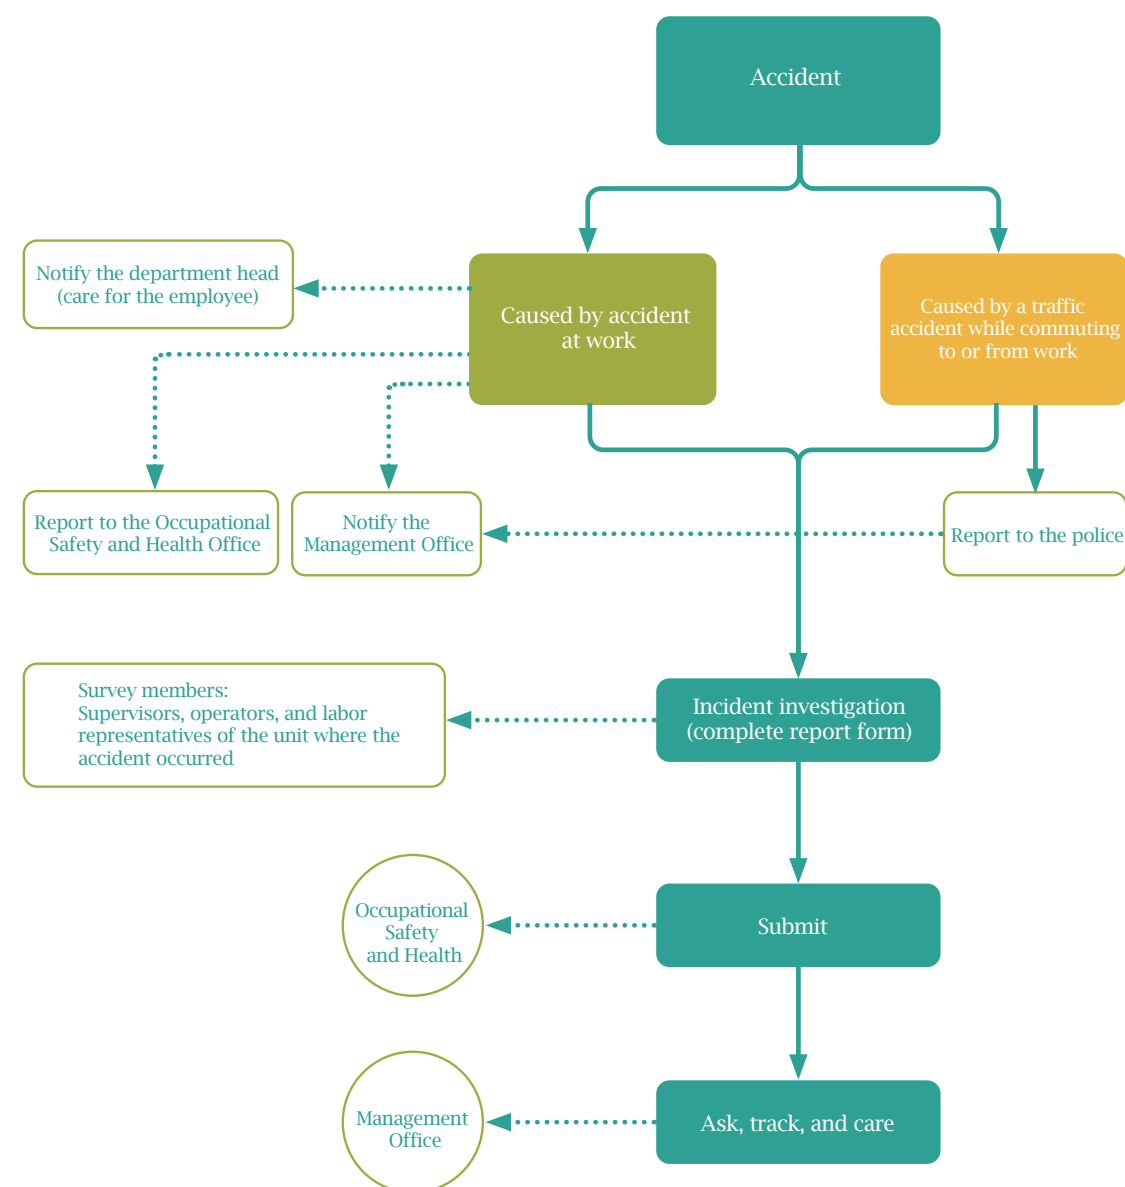 Accident
Notify the department head
(care for the employee)
Caused by accident
at work
Caused by a traffic
accident while commuting
to or from work
Report to the Occupational
Safety and Health Office
Notify the
Management Office
Report to the police
Survey members:
Supervisors, operators, and labor
representatives of the unit where the
accident occurred
Incident investigation
(complete report form)
Occupational
Safety
and Health
Submit
Management
Office
Ask, track, and care